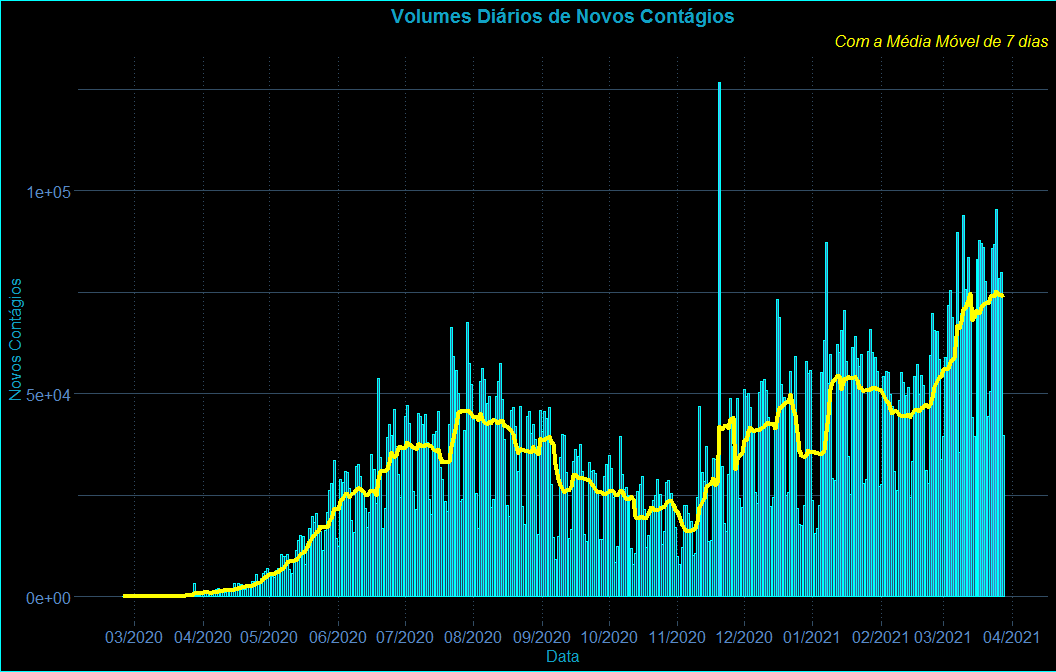 Volumes Diários de Novos Contágios
Com a Média Móvel de 7 dias
Novos Contágios
1e+05
5e+04
0e+00
03/2020 04/2020 05/2020 06/2020 07/2020 08/2020 09/2020 10/2020 11/2020 12/2020 01/2021 02/2021 03/2021 04/2021
Data